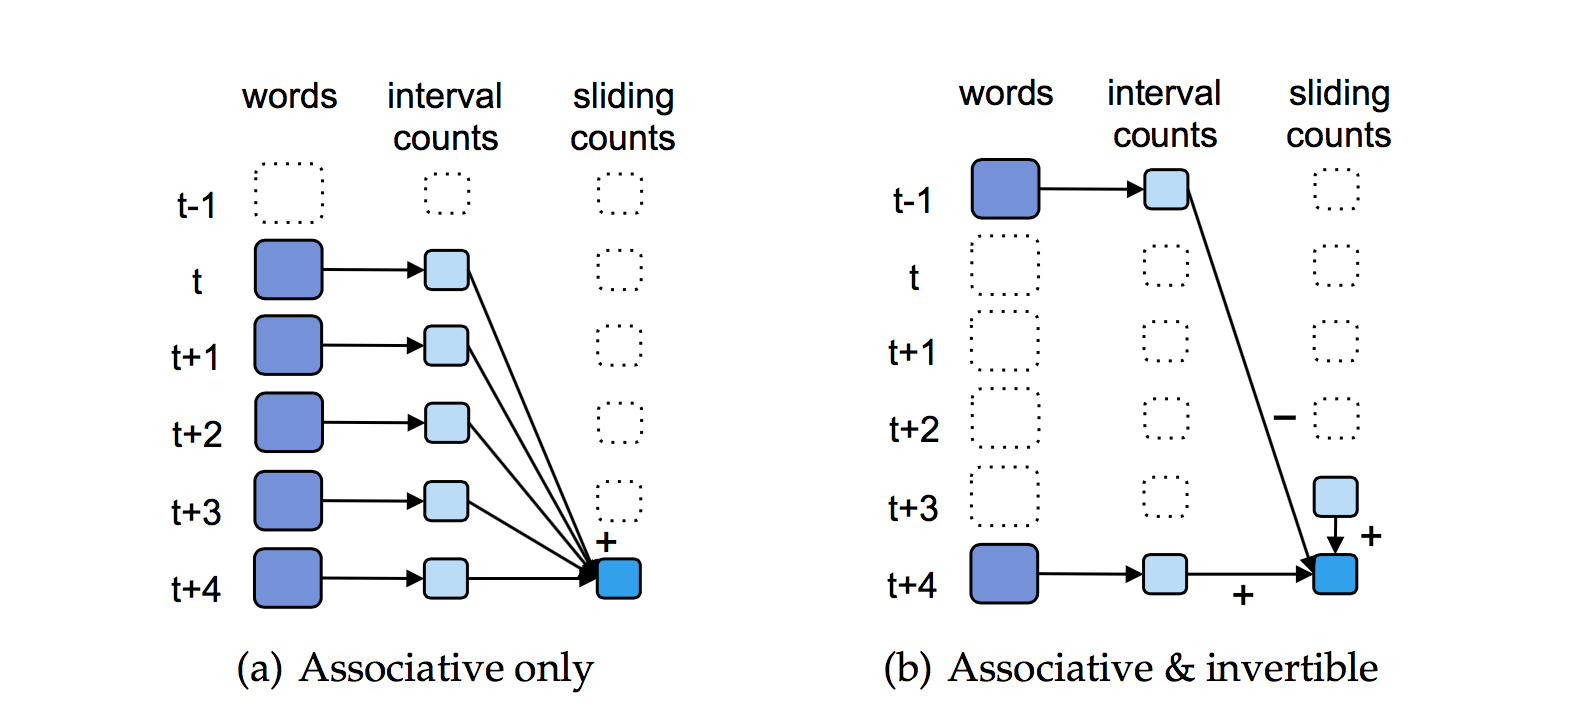 words interval counts sliding counts
t-1
t
t+1
t+2
t+3
+
t+4
(a) Associative only
words interval counts sliding counts
t-1
t
t+1
t+2
−
t+3
+
t+4
+
(b) Associative & invertible